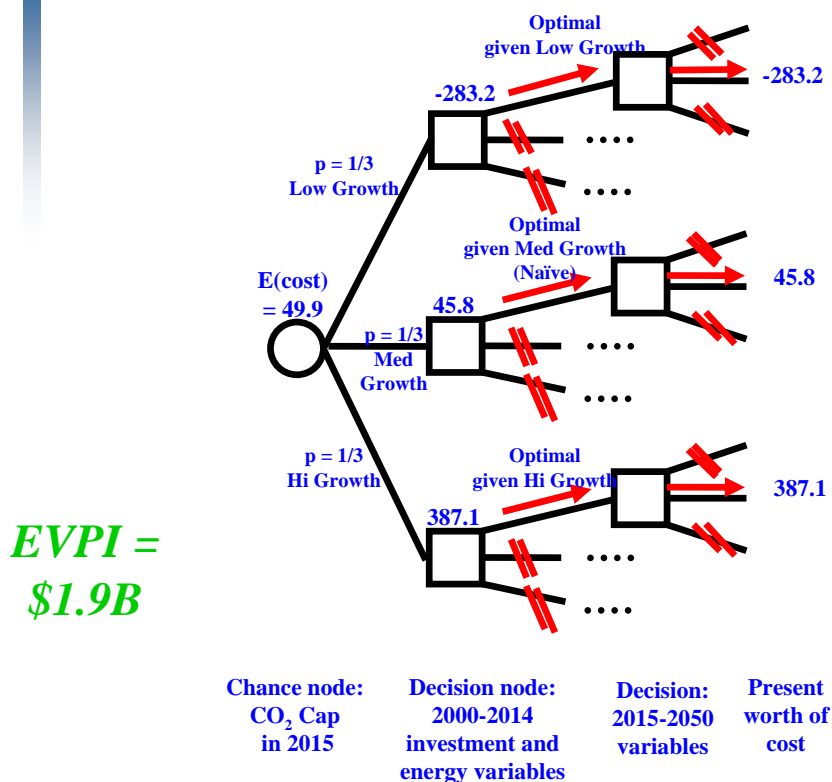 Optimal
given Low Growth
-283.2
-283.2
p = 1/3
Low Growth
....
....
Optimal
given Med Growth
(Naïve)
E(cost)
= 49.9
45.8
45.8
p = 1/3
Med
Growth
....
....
p = 1/3
Hi Growth
Optimal
given Hi Growth
387.1
387.1
....
....
EVPI =
$1.9B
Chance node:
CO₂ Cap
in 2015
Decision node:
2000-2014
investment and
energy variables
Decision:
2015-2050
variables
Present
worth of
cost